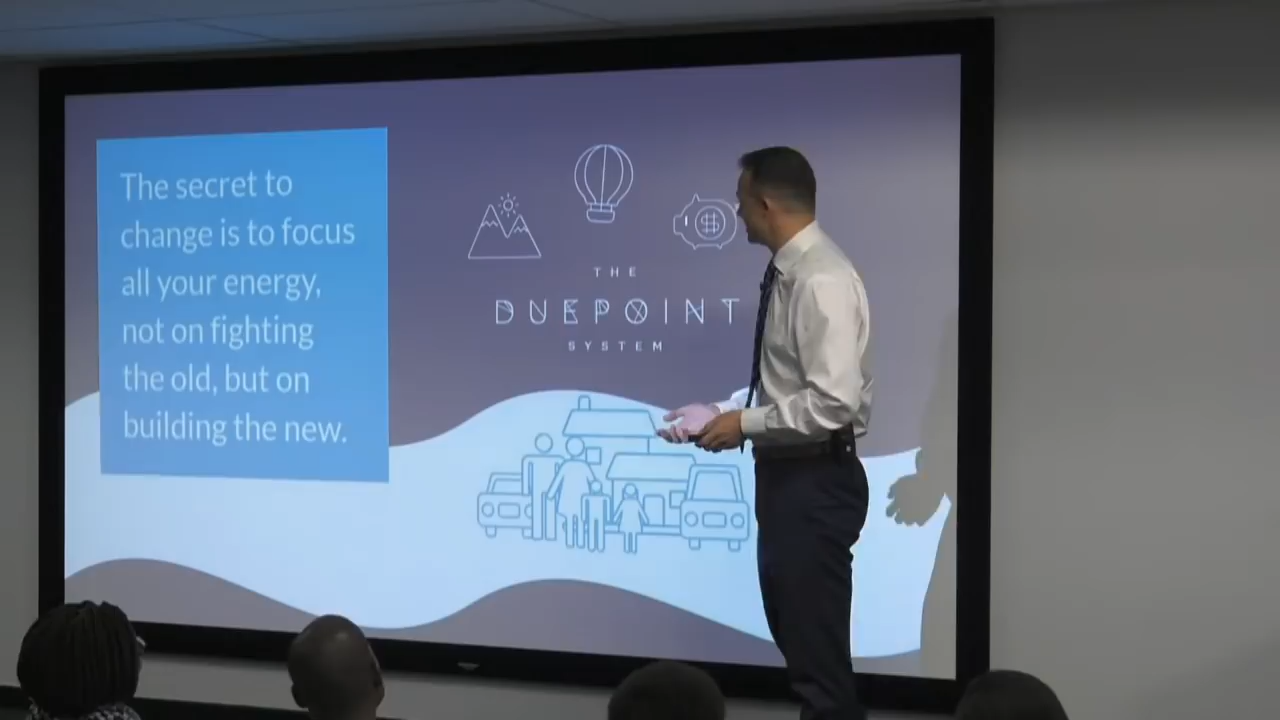 The secret to
change is to focus
all your energy,
not on fighting
the old, but on
building the new.
THE
DUEPOINT
SYSTEM